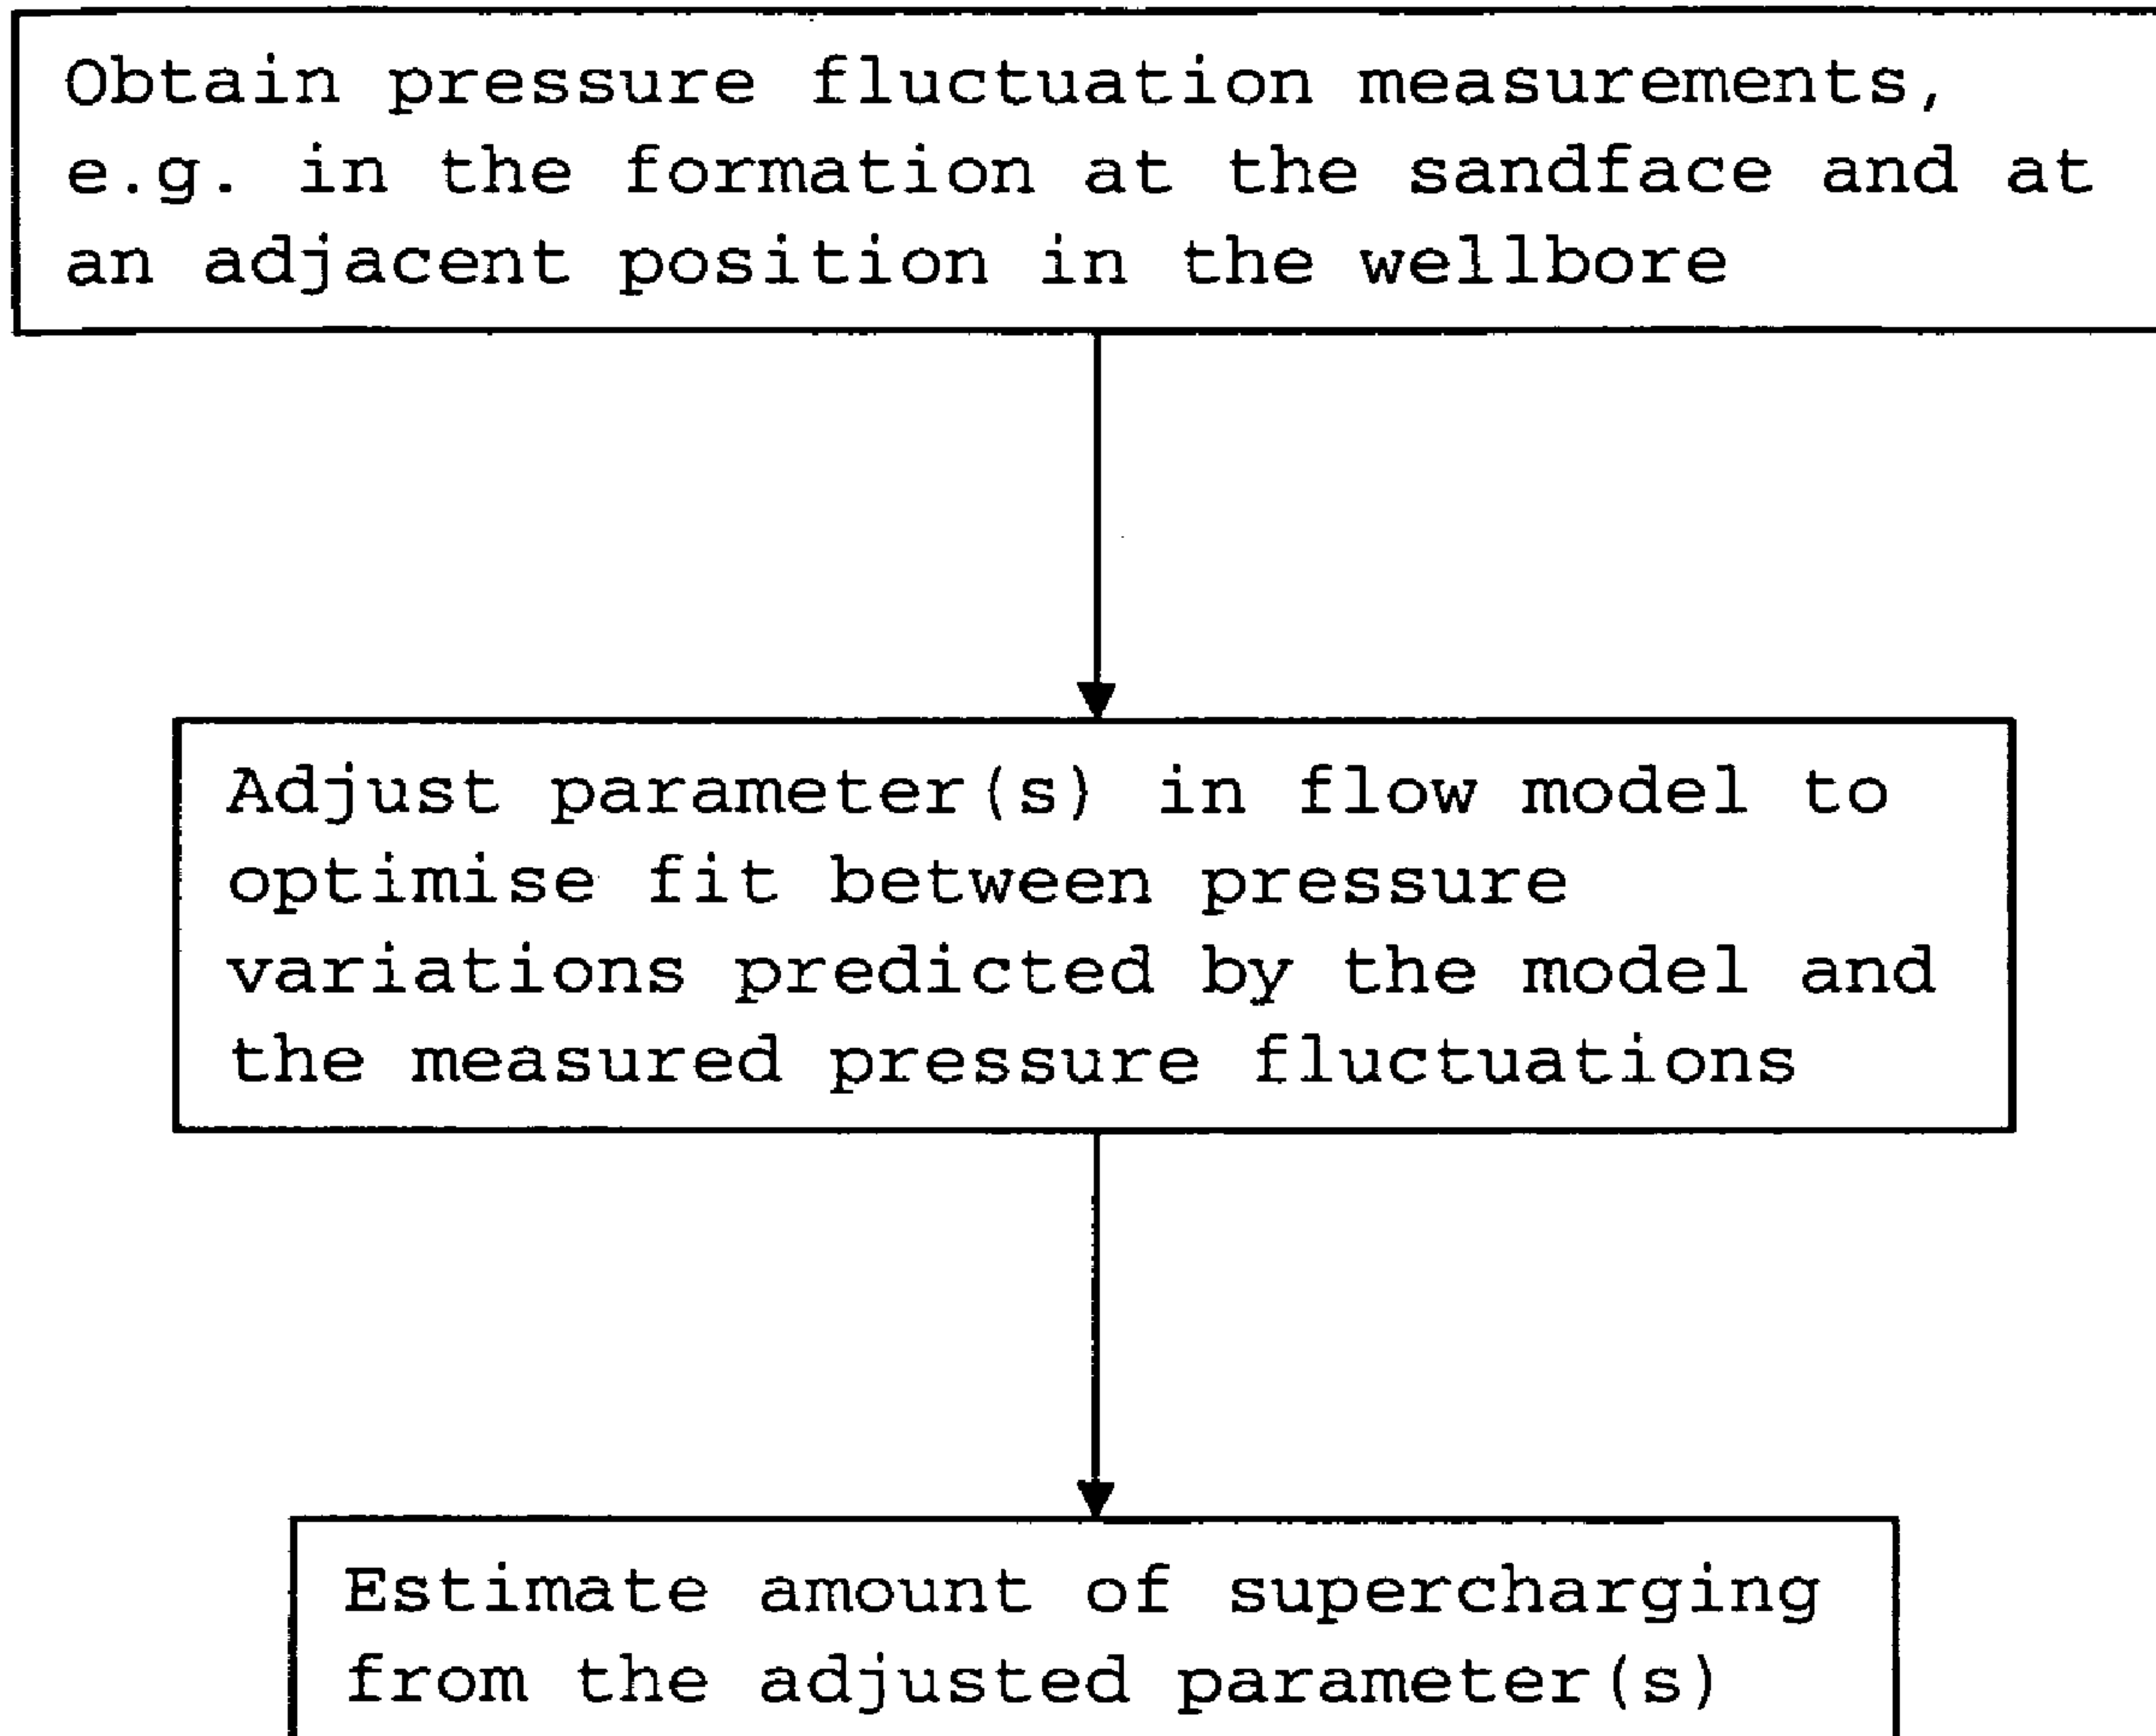 Obtain pressure fluctuation measurements,
e.g. in the formation at the sandface and at
an adjacent position in the wellbore
Adjust parameter(s) in flow model to
optimise fit between pressure
variations predicted by the model and
the measured pressure fluctuations
Estimate amount of supercharging
from the adjusted parameter(s)